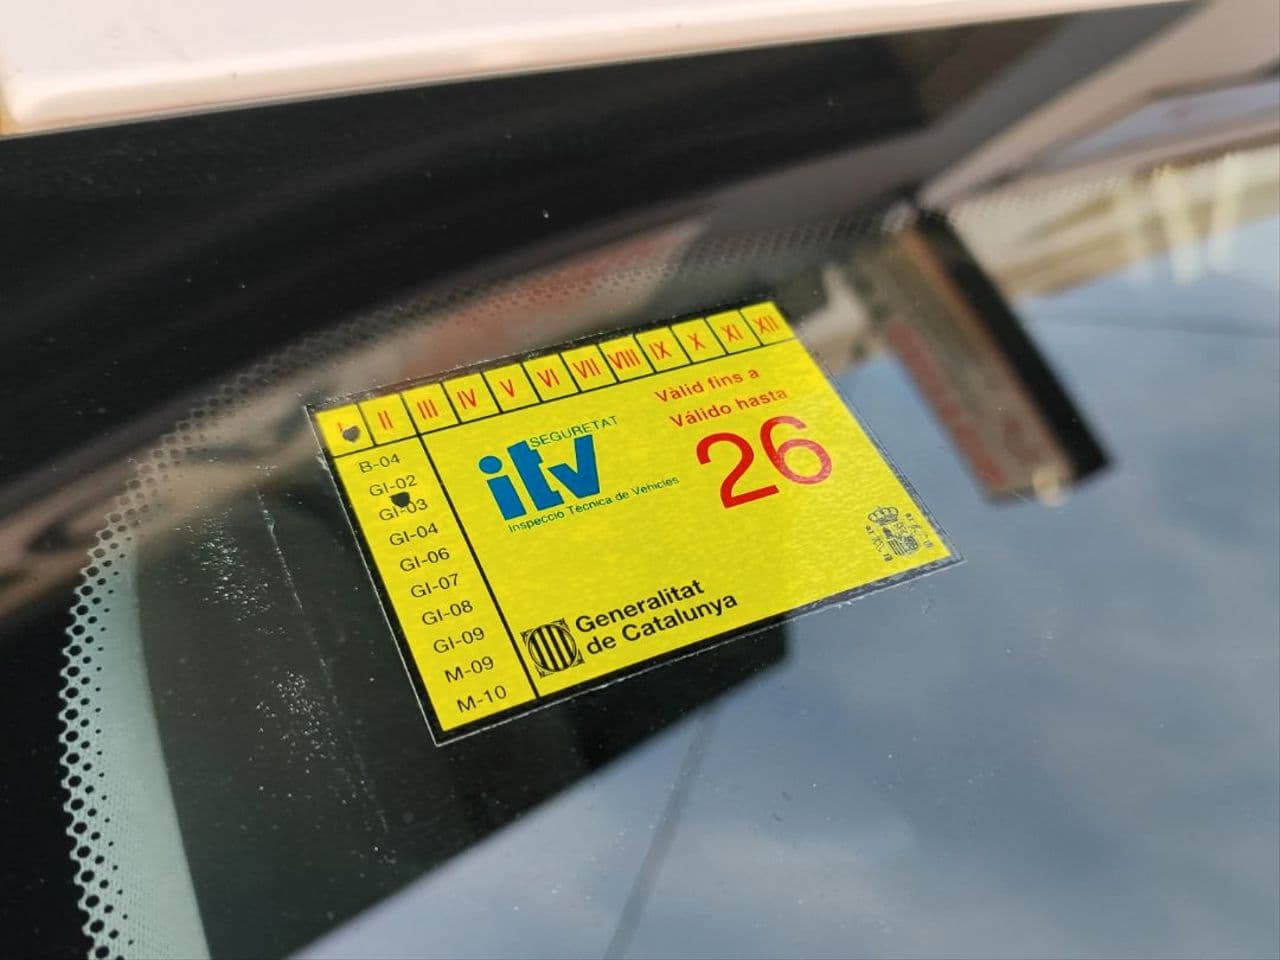 I II III IV V VI VII VIII IX X XI XII
Vàlid fins a
Válido hasta
26
SEGURETAT
itv
Inspecció Tècnica de Vehicles
B-04
GI-02
GI-03
GI-04
GI-06
GI-07
GI-08
GI-09
M-09
M-10
Generalitat
de Catalunya